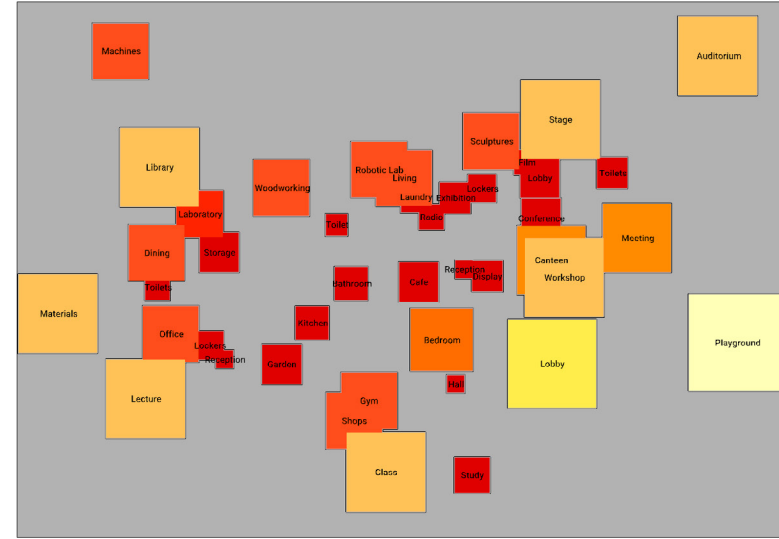 Machines
Auditorium
Stage
Sculptures
Library
Robotic Lab
Living
Film
Lobby
Toilets
Woodworking
Lockers
Laundry
Exhibition
Laboratory
Radio
Conference
Toilet
Meeting
Dining
Storage
Canteen
Reception
Display
Workshop
Toilets
Bathroom
Cafe
Materials
Kitchen
Office
Bedroom
Playground
Lockers
Reception
Garden
Lobby
Hall
Lecture
Gym
Shops
Class
Study